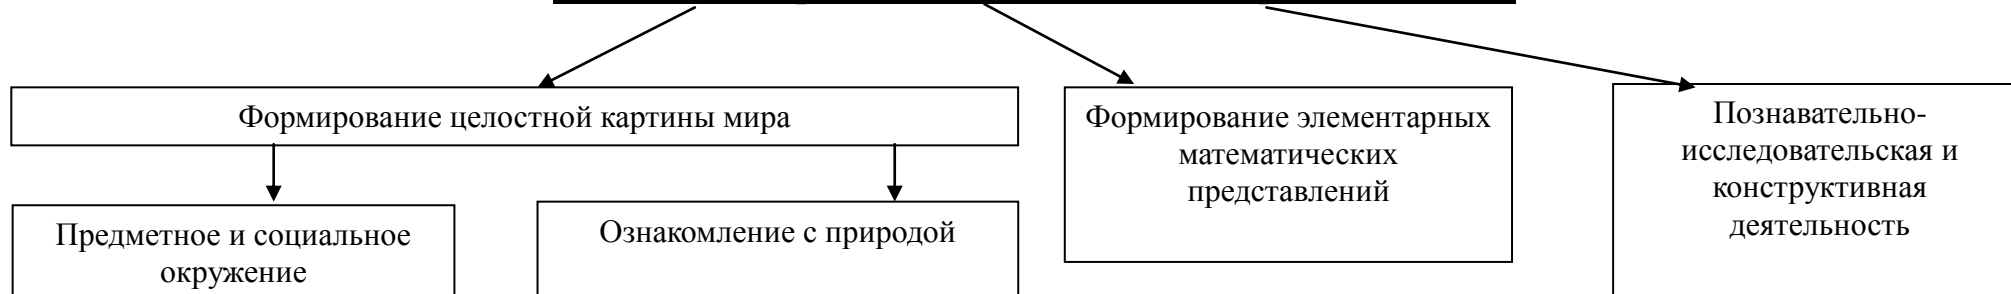 Формирование целостной картины мира
Формирование элементарных
математических
представлений
Познавательно-
исследовательская и
конструктивная
деятельность
Предметное и социальное
окружение
Ознакомление с природой